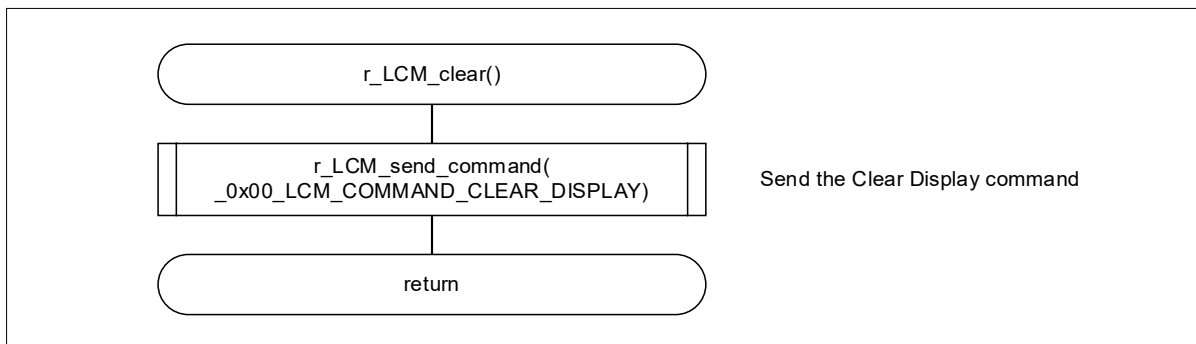 r_LCM_clear()
r_LCM_send_command(
_0x00_LCM_COMMAND_CLEAR_DISPLAY)
Send the Clear Display command
return